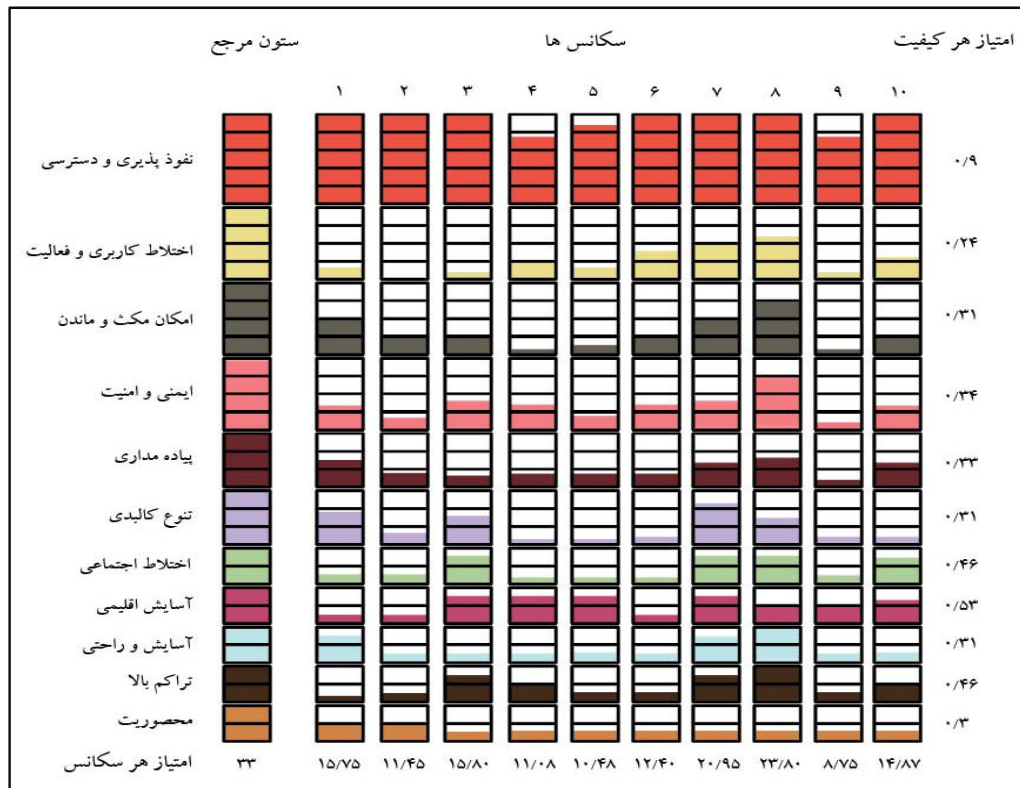 ستون مرجع سکانس ها امتیاز هر کیفیت
۱ ۲ ۳ ۴ ۵ ۶ ۷ ۸ ۹ ۱۰
نفوذ پذیری و دسترسی ۰/۹
اختلاط کاربری و فعالیت ۰/۲۴
امکان مکث و ماندن ۰/۳۱
ایمنی و امنیت ۰/۳۴
پیاده مداری ۰/۳۳
تنوع کالبدی ۰/۳۱
اختلاط اجتماعی ۰/۴۶
آسایش اقلیمی ۰/۵۳
آسایش و راحتی ۰/۳۱
تراکم بالا ۰/۴۶
محصوریت ۰/۳
امتیاز هر سکانس ۳۳ ۱۵/۷۵ ۱۱/۴۵ ۱۵/۸۰ ۱۱/۰۸ ۱۰/۴۸ ۱۲/۴۰ ۲۰/۹۵ ۲۳/۸۰ ۸/۷۵ ۱۴/۸۷